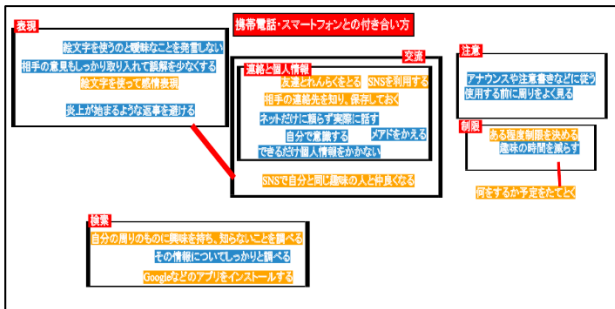 携帯電話・スマートフォンとの付き合い方
表現
絵文字を使うのと曖昧なことを発言しない
相手の意見もしっかり取り入れて誤解を少なくする
絵文字を使って感情表現
炎上が始まるような返事を避ける
交流
連絡と個人情報
友達とれんらくをとる
SNSを利用する
相手の連絡先を知り、保存しておく
ネットだけに頼らず実際に話す
自分で意識する
メアドをかえる
できるだけ個人情報をかかない
SNSで自分と同じ趣味の人と仲良くなる
注意
アナウンスや注意書きなどに従う
使用する前に周りをよく見る
制限
ある程度制限を決める
趣味の時間を減らす
何をするか予定をたてとく
検索
自分の周りのものに興味を持ち、知らないことを調べる
その情報についてしっかりと調べる
Googleなどのアプリをインストールする